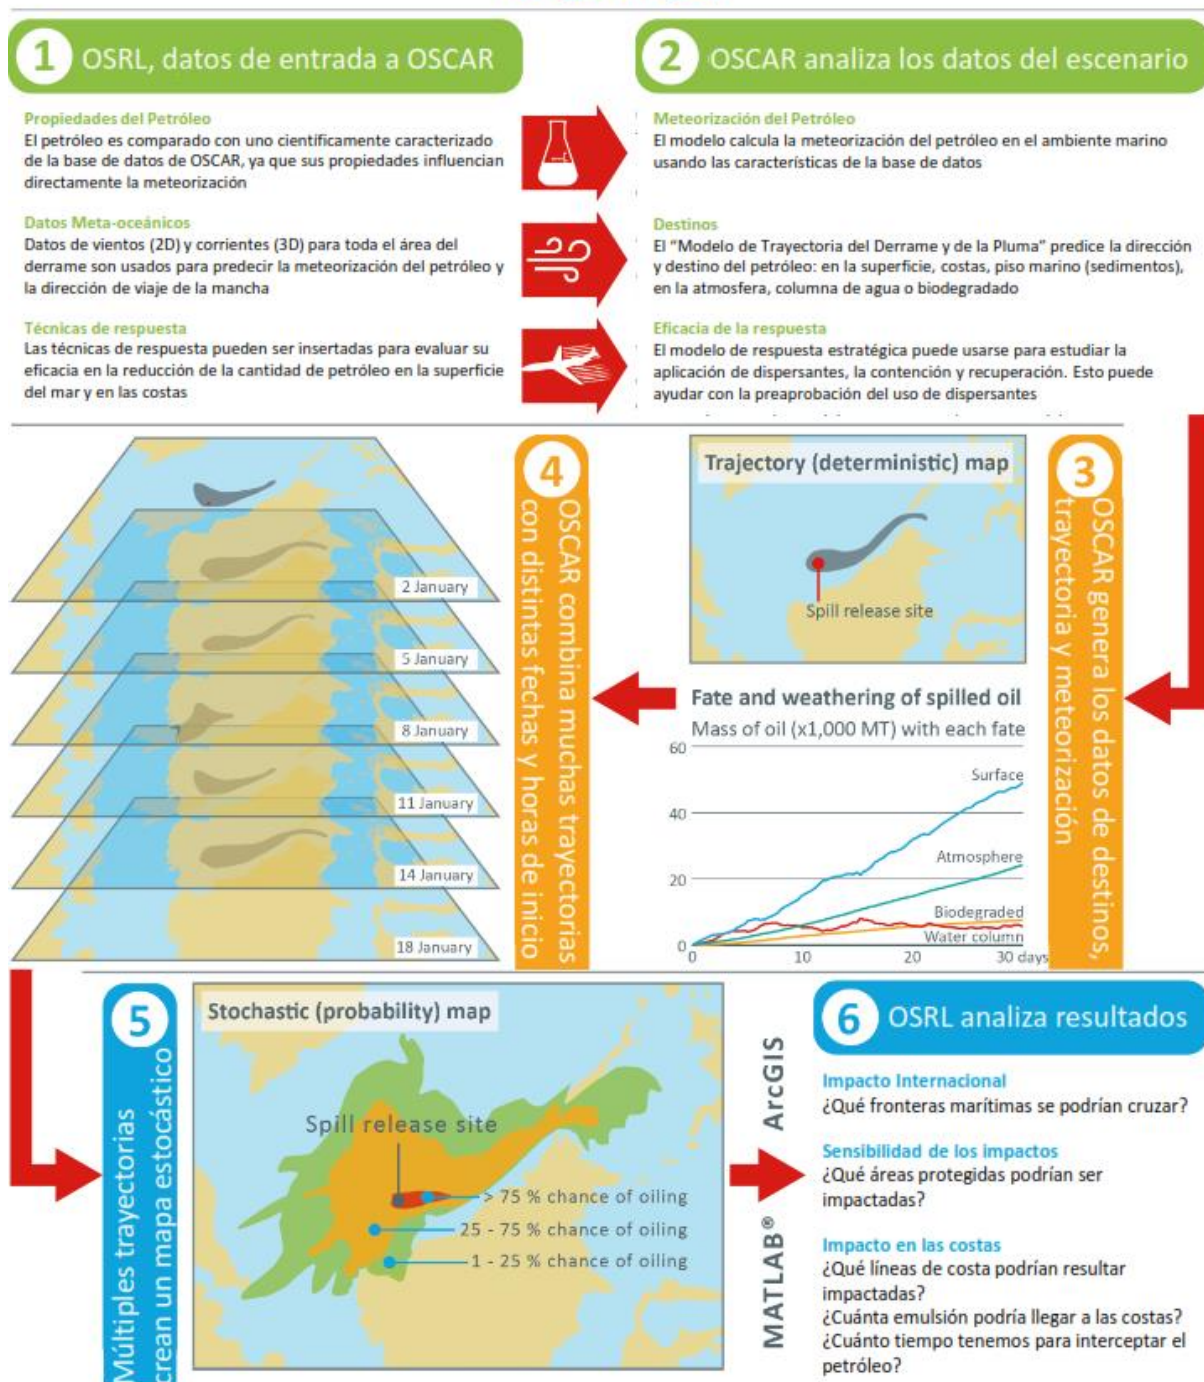 1 OSRL, datos de entrada a OSCAR
Propiedades del Petróleo
El petróleo es comparado con uno científicamente caracterizado
de la base de datos de OSCAR, ya que sus propiedades influencian
directamente la meteorización
Datos Meta-oceánicos
Datos de vientos (2D) y corrientes (3D) para toda el área del
derrame son usados para predecir la meteorización del petróleo y
la dirección de viaje de la mancha
Técnicas de respuesta
Las técnicas de respuesta pueden ser insertadas para evaluar su
eficacia en la reducción de la cantidad de petróleo en la superficie
del mar y en las costas
2 OSCAR analiza los datos del escenario
Meteorización del Petróleo
El modelo calcula la meteorización del petróleo en el ambiente marino
usando las características de la base de datos
Destinos
El “Modelo de Trayectoria del Derrame y de la Pluma” predice la dirección
y destino del petróleo: en la superficie, costas, piso marino (sedimentos),
en la atmosfera, columna de agua o biodegradado
Eficacia de la respuesta
El modelo de respuesta estratégica puede usarse para estudiar la
aplicación de dispersantes, la contención y recuperación. Esto puede
ayudar con la preaprobación del uso de dispersantes
3
OSCAR genera los datos de destinos,
trayectoria y meteorización
Trajectory (deterministic) map
Spill release site
Fate and weathering of spilled oil
Mass of oil (x1,000 MT) with each fate
60
40
20
0
Surface
Atmosphere
Biodegraded
Water column
0 10 20 30 days
4
OSCAR combina muchas trayectorias
con distintas fechas y horas de inicio
2 January
5 January
8 January
11 January
14 January
18 January
5
Múltiples trayectorias
crean un mapa estocástico
Stochastic (probability) map
Spill release site
> 75 % chance of oiling
25 - 75 % chance of oiling
1 - 25 % chance of oiling
MATLAB® ArcGIS
6 OSRL analiza resultados
Impacto Internacional
¿Qué fronteras marítimas se podrían cruzar?
Sensibilidad de los impactos
¿Qué áreas protegidas podrían ser
impactadas?
Impacto en las costas
¿Qué líneas de costa podrían resultar
impactadas?
¿Cuánta emulsión podría llegar a las costas?
¿Cuánto tiempo tenemos para interceptar el
petróleo?